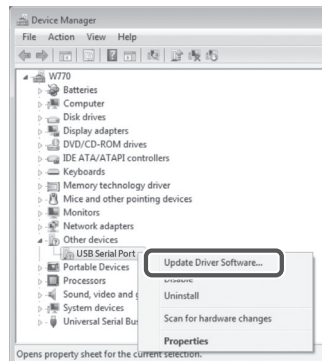 Device Manager
File Action View Help
W770
Batteries
Computer
Disk drives
Display adapters
DVD/CD-ROM drives
IDE ATA/ATAPI controllers
Keyboards
Memory technology driver
Mice and other pointing devices
Monitors
Network adapters
Other devices
USB Serial Port
Update Driver Software...
Portable Devices
Disable
Processors
Uninstall
Sound, video and g
System devices
Scan for hardware changes
Universal Serial Bus
Properties
Opens property sheet for the current selection.